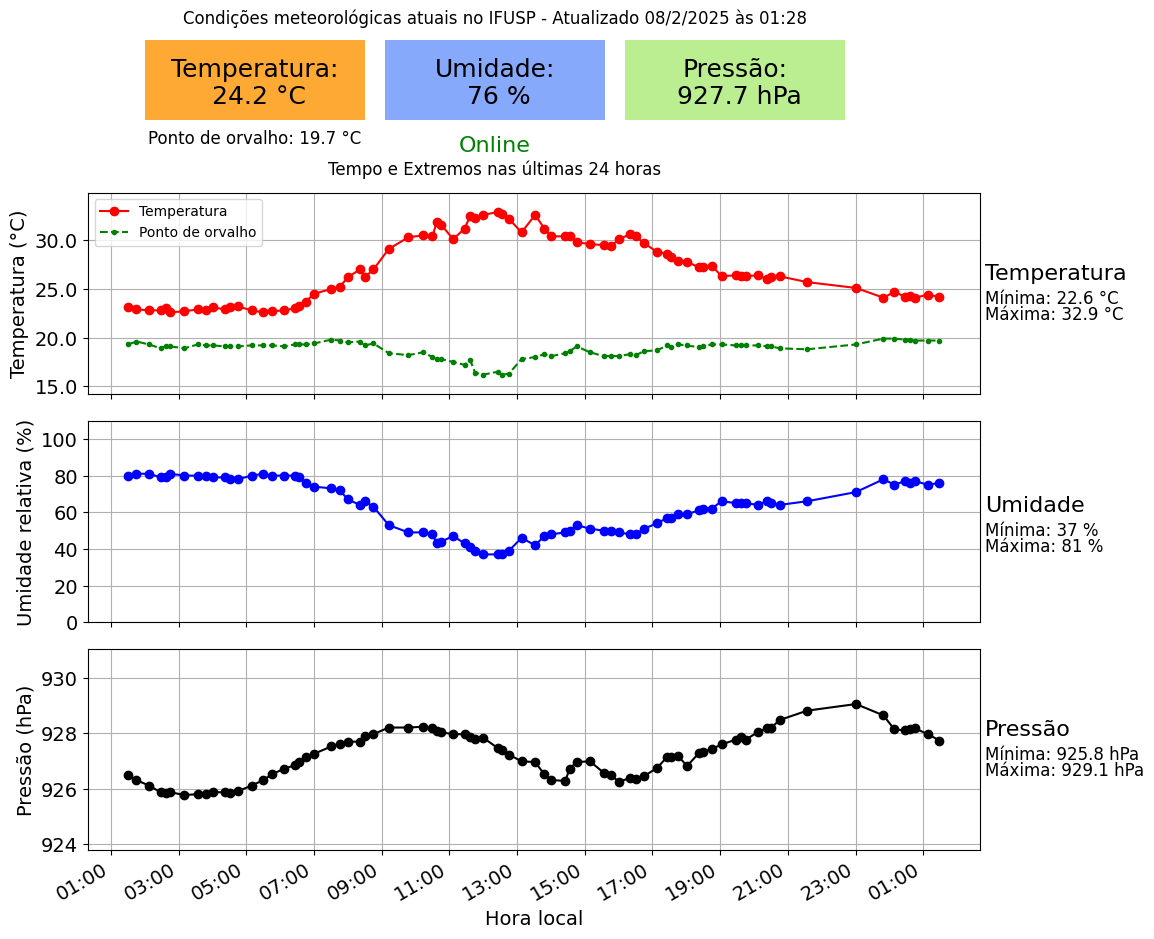 Condições meteorológicas atuais no IFUSP - Atualizado 08/2/2025 às 01:28
Temperatura:
24.2 °C
Umidade:
76 %
Pressão:
927.7 hPa
Ponto de orvalho: 19.7 °C
Online
Tempo e Extremos nas últimas 24 horas
Temperatura
Ponto de orvalho
Temperatura (°C)
30.0
25.0
20.0
15.0
Temperatura
Mínima: 22.6 °C
Máxima: 32.9 °C
Umidade relativa (%)
100
80
60
40
20
0
Umidade
Mínima: 37 %
Máxima: 81 %
Pressão (hPa)
930
928
926
924
Pressão
Mínima: 925.8 hPa
Máxima: 929.1 hPa
01:00 03:00 05:00 07:00 09:00 11:00 13:00 15:00 17:00 19:00 21:00 23:00 01:00
Hora local